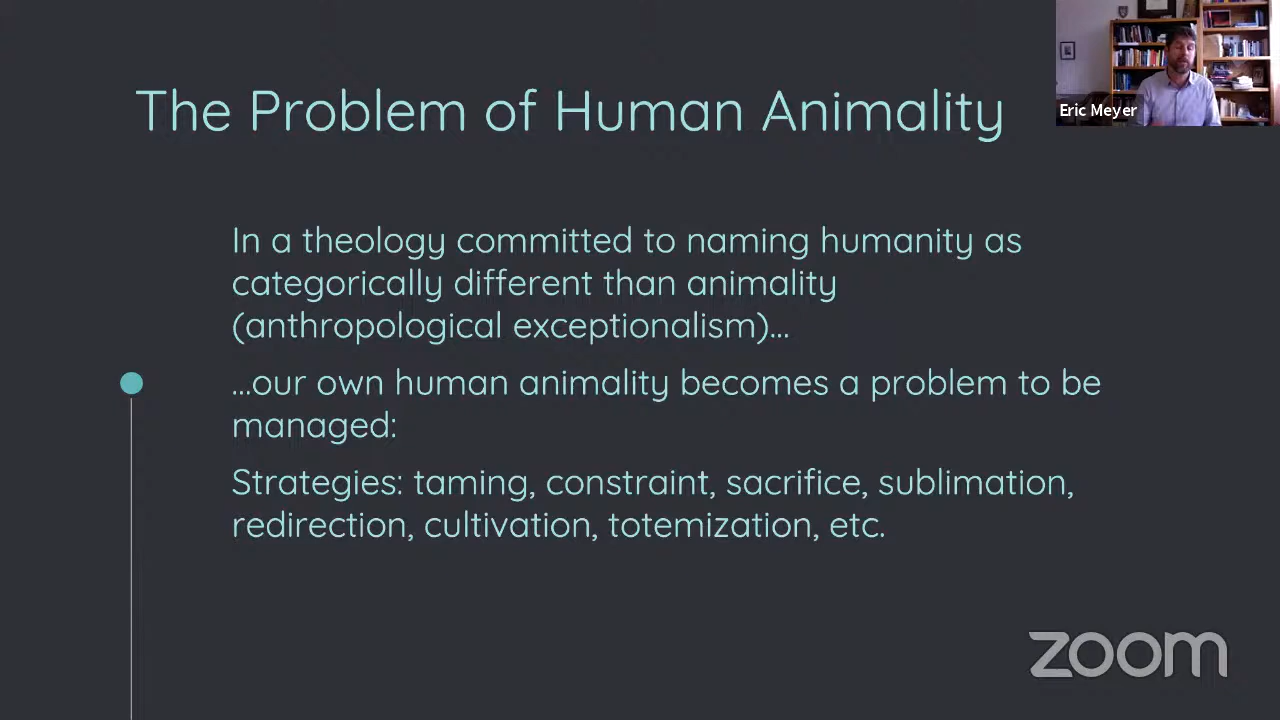 The Problem of Human Animality
Eric Meyer
In a theology committed to naming humanity as
categorically different than animality
(anthropological exceptionalism)...
...our own human animality becomes a problem to be
managed:
Strategies: taming, constraint, sacrifice, sublimation,
redirection, cultivation, totemization, etc.
zoom